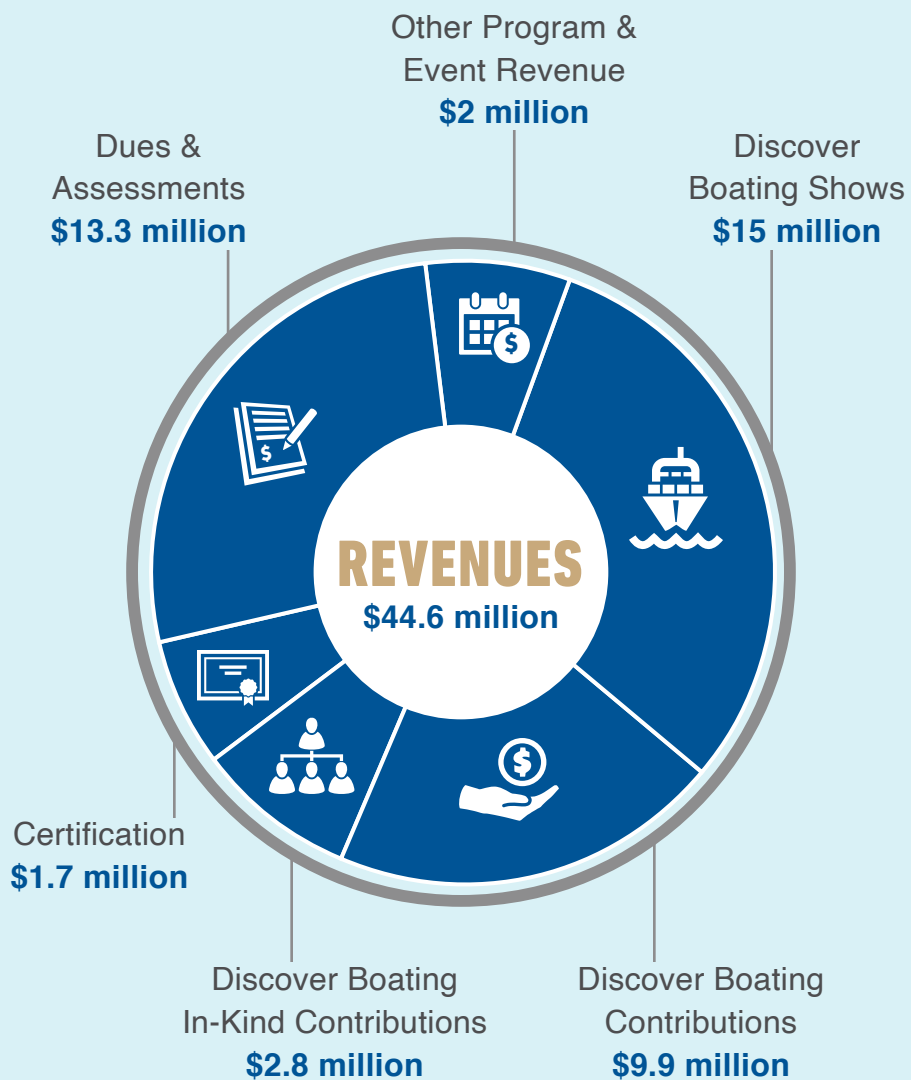 Other Program &
Event Revenue
$2 million
Dues &
Assessments
$13.3 million
Discover
Boating Shows
$15 million
$
$
REVENUES
$44.6 million
$
Certification
$1.7 million
Discover Boating
In-Kind Contributions
$2.8 million
Discover Boating
Contributions
$9.9 million